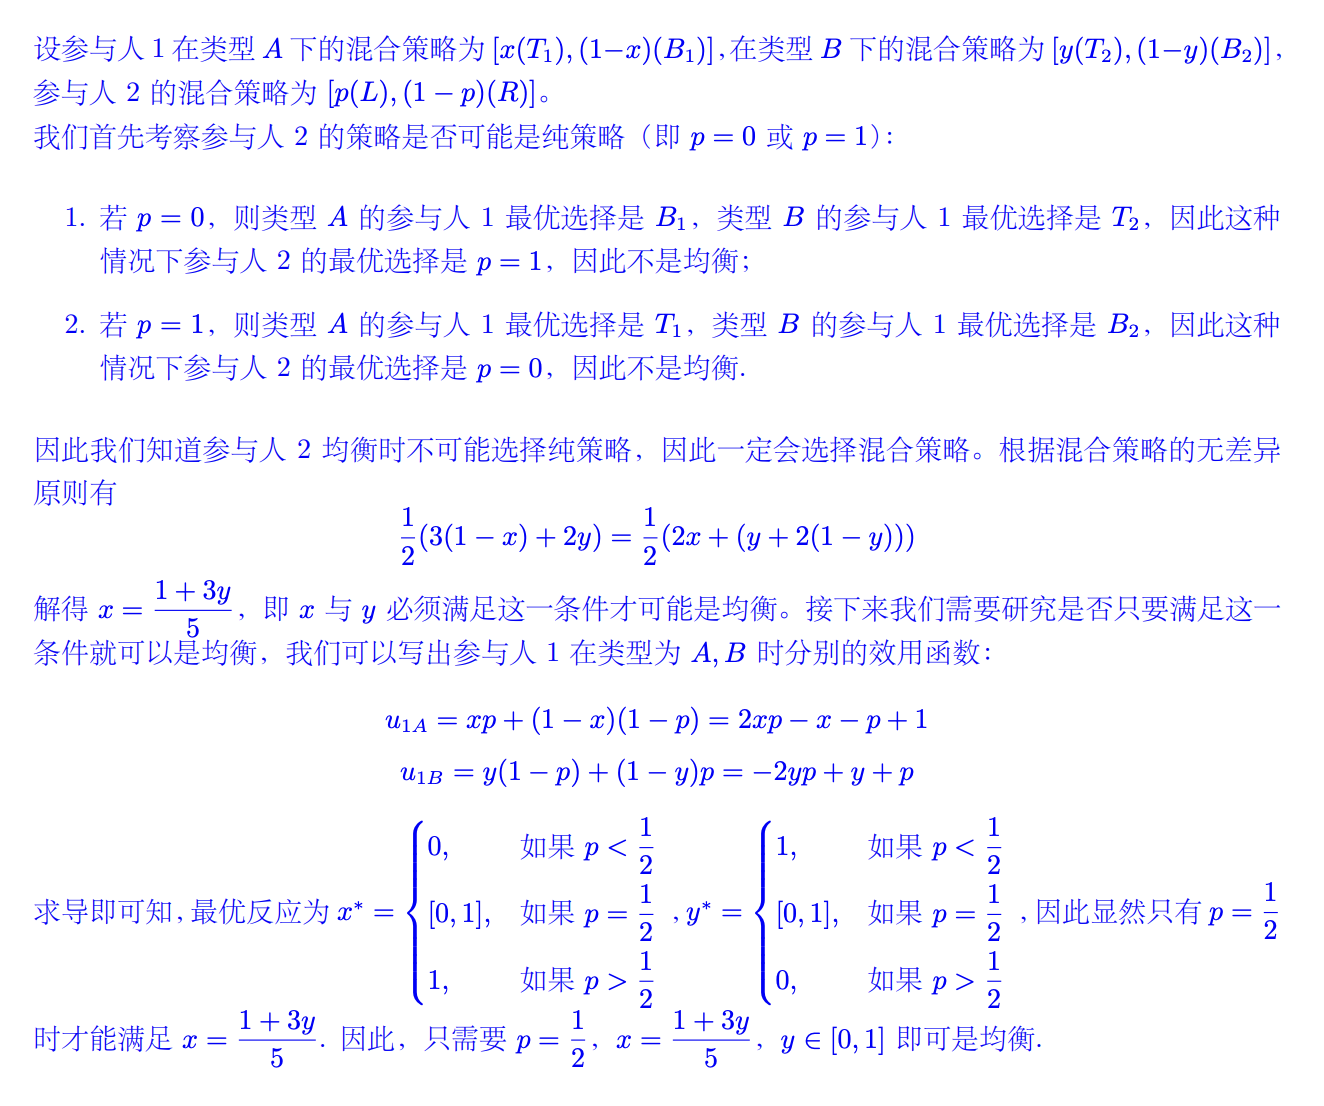 设参与人 1 在类型 A 下的混合策略为 [x(T₁), (1−x)(B₁)], 在类型 B 下的混合策略为 [y(T₂), (1−y)(B₂)],
参与人 2 的混合策略为 [p(L), (1 − p)(R)]。
我们首先考察参与人 2 的策略是否可能是纯策略（即 p = 0 或 p = 1）：
1. 若 p = 0，则类型 A 的参与人 1 最优选择是 B₁，类型 B 的参与人 1 最优选择是 T₂，因此这种
情况下参与人 2 的最优选择是 p = 1，因此不是均衡；
2. 若 p = 1，则类型 A 的参与人 1 最优选择是 T₁，类型 B 的参与人 1 最优选择是 B₂，因此这种
情况下参与人 2 的最优选择是 p = 0，因此不是均衡.
因此我们知道参与人 2 均衡时不可能选择纯策略，因此一定会选择混合策略。根据混合策略的无差异
原则有
\frac{1}{2}(3(1 − x) + 2y) = \frac{1}{2}(2x + (y + 2(1 − y)))
解得 x = \frac{1 + 3y}{5}，即 x 与 y 必须满足这一条件才可能是均衡。接下来我们需要研究是否只要满足这一
条件就可以是均衡，我们可以写出参与人 1 在类型为 A, B 时分别的效用函数：
u_{1A} = xp + (1 − x)(1 − p) = 2xp − x − p + 1
u_{1B} = y(1 − p) + (1 − y)p = −2yp + y + p
求导即可知, 最优反应为 x* = \begin{cases} 0, & 如果 p < \frac{1}{2} \\ [0, 1], & 如果 p = \frac{1}{2} \\ 1, & 如果 p > \frac{1}{2} \end{cases}, y* = \begin{cases} 1, & 如果 p < \frac{1}{2} \\ [0, 1], & 如果 p = \frac{1}{2} \\ 0, & 如果 p > \frac{1}{2} \end{cases}, 因此显然只有 p = \frac{1}{2}
时才能满足 x = \frac{1 + 3y}{5}. 因此，只需要 p = \frac{1}{2}，x = \frac{1 + 3y}{5}，y ∈ [0, 1] 即可是均衡.